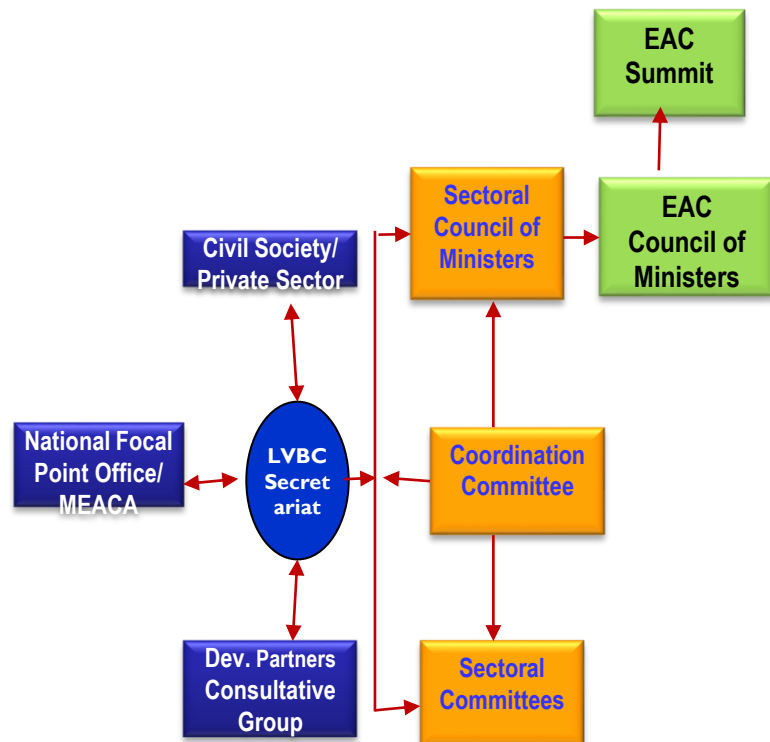 EAC
Summit
Sectoral
Council of
Ministers
EAC
Council of
Ministers
Civil Society/
Private Sector
National Focal
Point Office/
MEACA
LVBC
Secret
ariat
Coordination
Committee
Dev. Partners
Consultative
Group
Sectoral
Committees